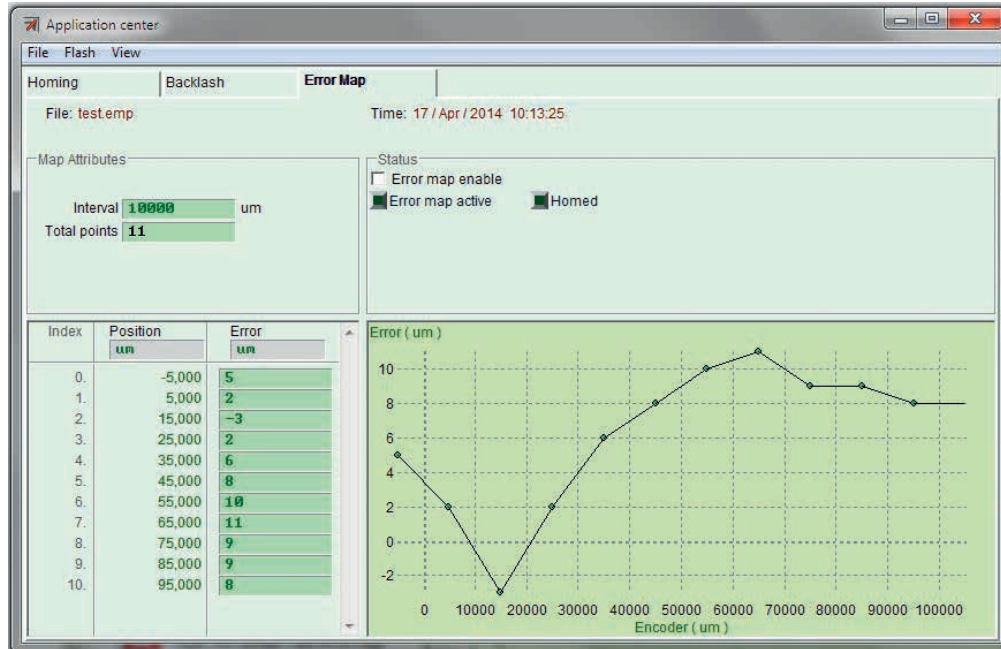 Application center
File Flash View
Homing Backlash Error Map
File: test.emp Time: 17 / Apr / 2014 10:13:25
Map Attributes
Interval 10000 um
Total points 11
Status
Error map enable
Error map active Homed
Index Position Error
um um
0. -5,000 5
1. 5,000 2
2. 15,000 -3
3. 25,000 2
4. 35,000 6
5. 45,000 8
6. 55,000 10
7. 65,000 11
8. 75,000 9
9. 85,000 9
10. 95,000 8
Error ( um )
10
8
6
4
2
0
-2
0 10000 20000 30000 40000 50000 60000 70000 80000 90000 100000
Encoder ( um )